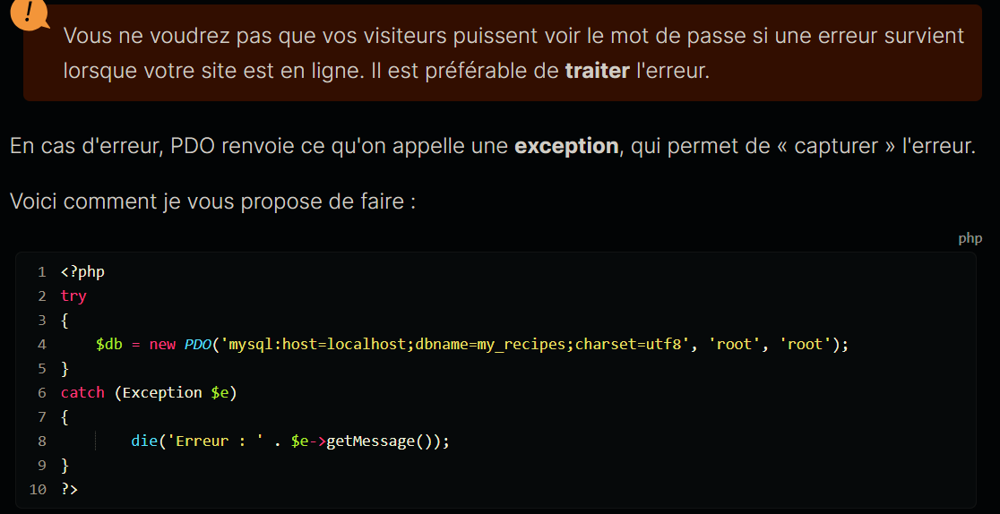 !
Vous ne voudrez pas que vos visiteurs puissent voir le mot de passe si une erreur survient
lorsque votre site est en ligne. Il est préférable de traiter l'erreur.
En cas d'erreur, PDO renvoie ce qu'on appelle une exception, qui permet de « capturer » l'erreur.
Voici comment je vous propose de faire :
php
1 <?php
2 try
3 {
4     $db = new PDO('mysql:host=localhost;dbname=my_recipes;charset=utf8', 'root', 'root');
5 }
6 catch (Exception $e)
7 {
8         die('Erreur : ' . $e->getMessage());
9 }
10 ?>